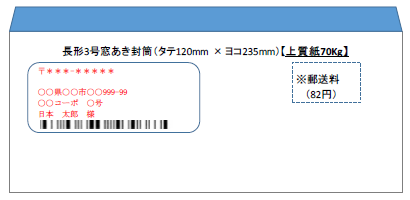 長形3号窓あき封筒(タテ120mm × ヨコ235mm)【上質紙70Kg】
〒***-*****
○○県○○市○○999-99
○○コーポ ○号
日本 太郎 様
※郵送料
(82円)